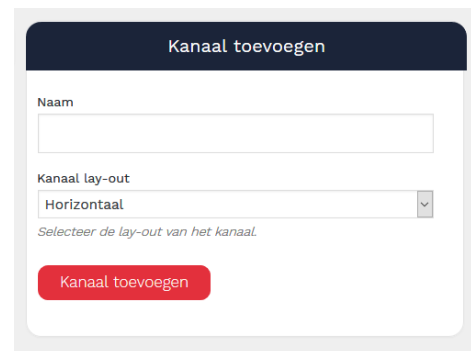 Kanaal toevoegen
Naam
Kanaal lay-out
Horizontaal
Selecteer de lay-out van het kanaal.
Kanaal toevoegen